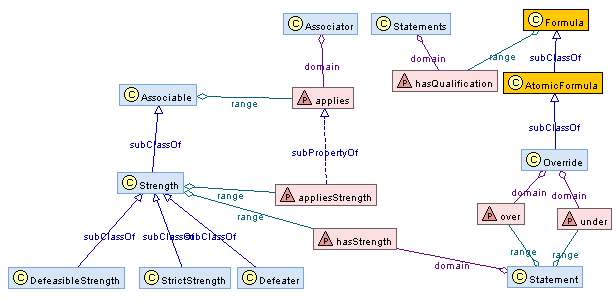 C Associator
C Statements
C Formula
domain
domain
range
subClassOf
P hasQualification
C AtomicFormula
C Associable
range
P applies
subClassOf
subPropertyOf
subClassOf
C Override
C Strength
range
P appliesStrength
domain
domain
range
P over
P under
subClassOf
subClassOf
subClassOf
P hasStrength
range
range
domain
C DefeasibleStrength
C StrictStrength
C Defeater
C Statement